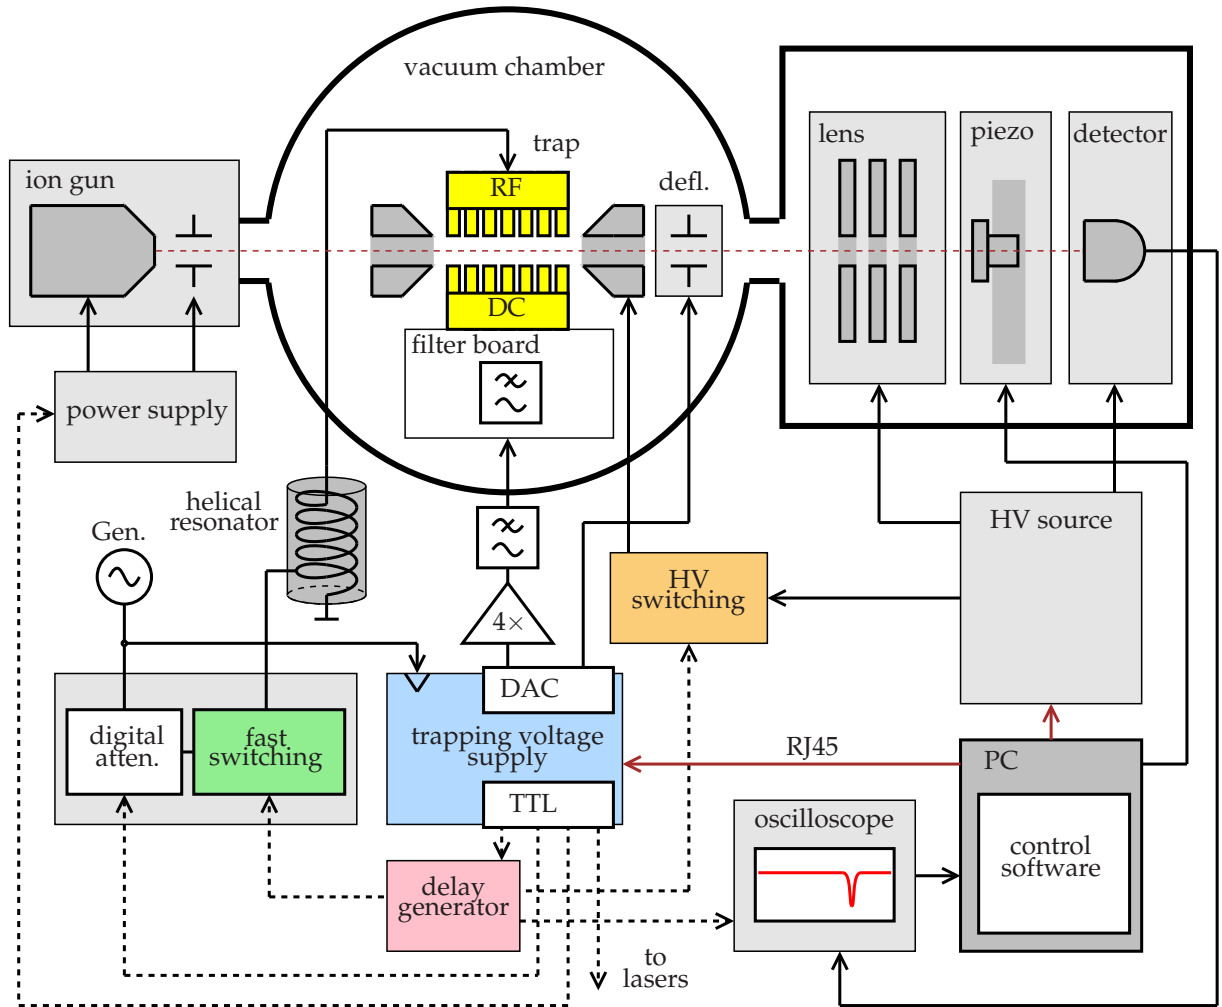 vacuum chamber
lens
piezo
detector
trap
ion gun
RF
defl.
DC
filter board
power supply
helical
resonator
Gen.
HV source
HV
switching
4×
DAC
digital
atten.
fast
switching
trapping voltage
supply
RJ45
PC
TTL
oscilloscope
control
software
delay
generator
to
lasers